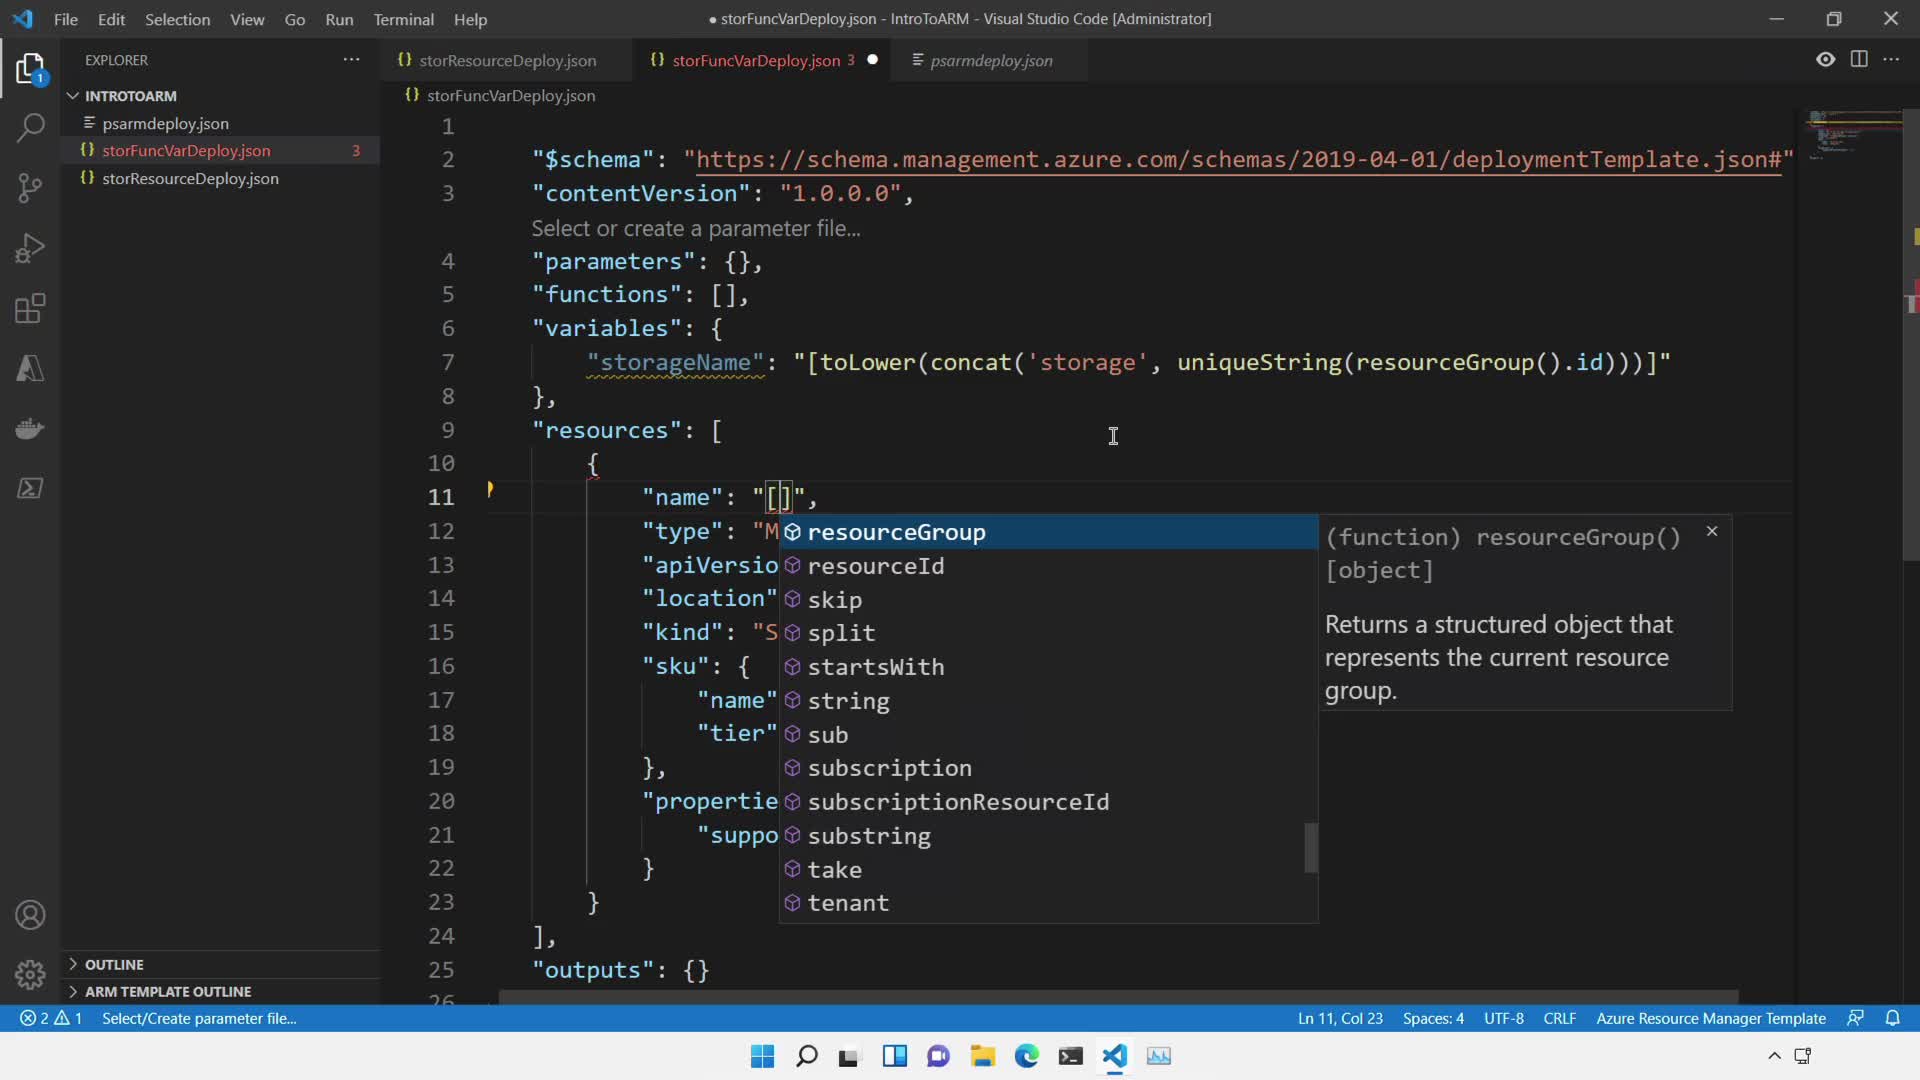 File Edit Selection View Go Run Terminal Help
● storFuncVarDeploy.json - IntroToARM - Visual Studio Code [Administrator]
EXPLORER
INTROTOARM
psarmdeploy.json
{} storFuncVarDeploy.json 3
{} storResourceDeploy.json
OUTLINE
ARM TEMPLATE OUTLINE
1
{} storResourceDeploy.json
{} storFuncVarDeploy.json 3 ●
psarmdeploy.json
{} storFuncVarDeploy.json
1
2 "$schema": "https://schema.management.azure.com/schemas/2019-04-01/deploymentTemplate.json#"
3 "contentVersion": "1.0.0.0",
Select or create a parameter file...
4 "parameters": {},
5 "functions": [],
6 "variables": {
7 "storageName": "[toLower(concat('storage', uniqueString(resourceGroup().id)))]"
8 },
9 "resources": [
10 {
11 "name": "[]",
12 "type": "M
13 "apiVersio
14 "location"
15 "kind": "S
16 "sku": {
17 "name"
18 "tier"
19 },
20 "propertie
21 "suppo
22 }
23 }
24 ],
25 "outputs": {}
26
resourceGroup
resourceId
skip
split
startsWith
string
sub
subscription
subscriptionResourceId
substring
take
tenant
(function) resourceGroup()
[object]
Returns a structured object that
represents the current resource
group.
2 1 Select/Create parameter file...
Ln 11, Col 23 Spaces: 4 UTF-8 CRLF Azure Resource Manager Template